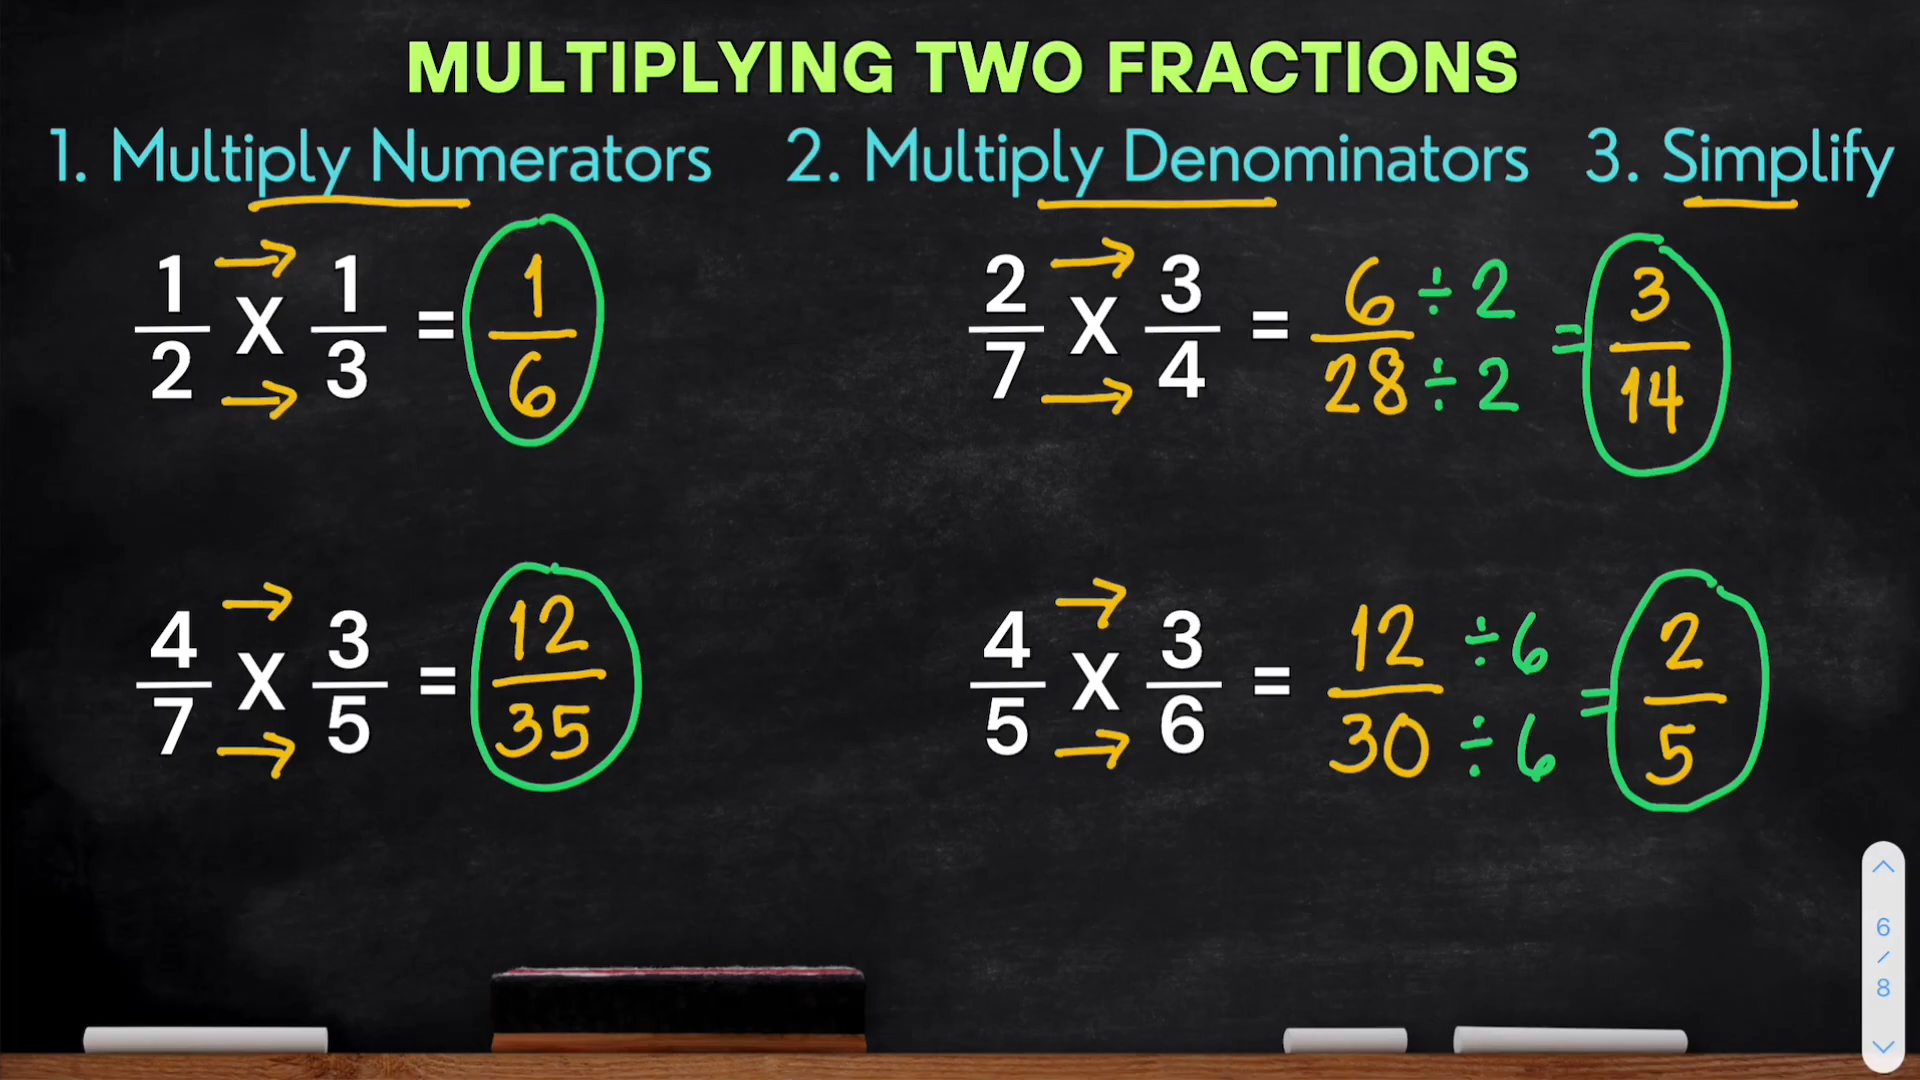 MULTIPLYING TWO FRACTIONS
1. Multiply Numerators 2. Multiply Denominators 3. Simplify
1/2 X 1/3 = 1/6
2/7 X 3/4 = 6/28 ÷2/÷2 = 3/14
4/7 X 3/5 = 12/35
4/5 X 3/6 = 12/30 ÷6/÷6 = 2/5
6
/
8